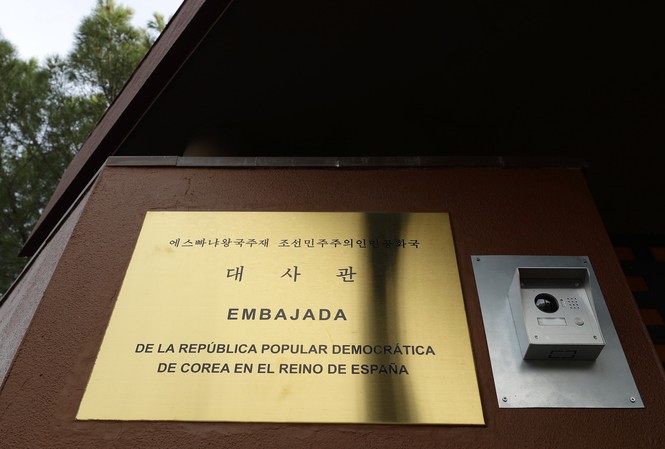 에스빠냐왕국주재 조선민주주의인민공화국
대사관
EMBAJADA
DE LA REPÚBLICA POPULAR DEMOCRÁTICA
DE COREA EN EL REINO DE ESPAÑA